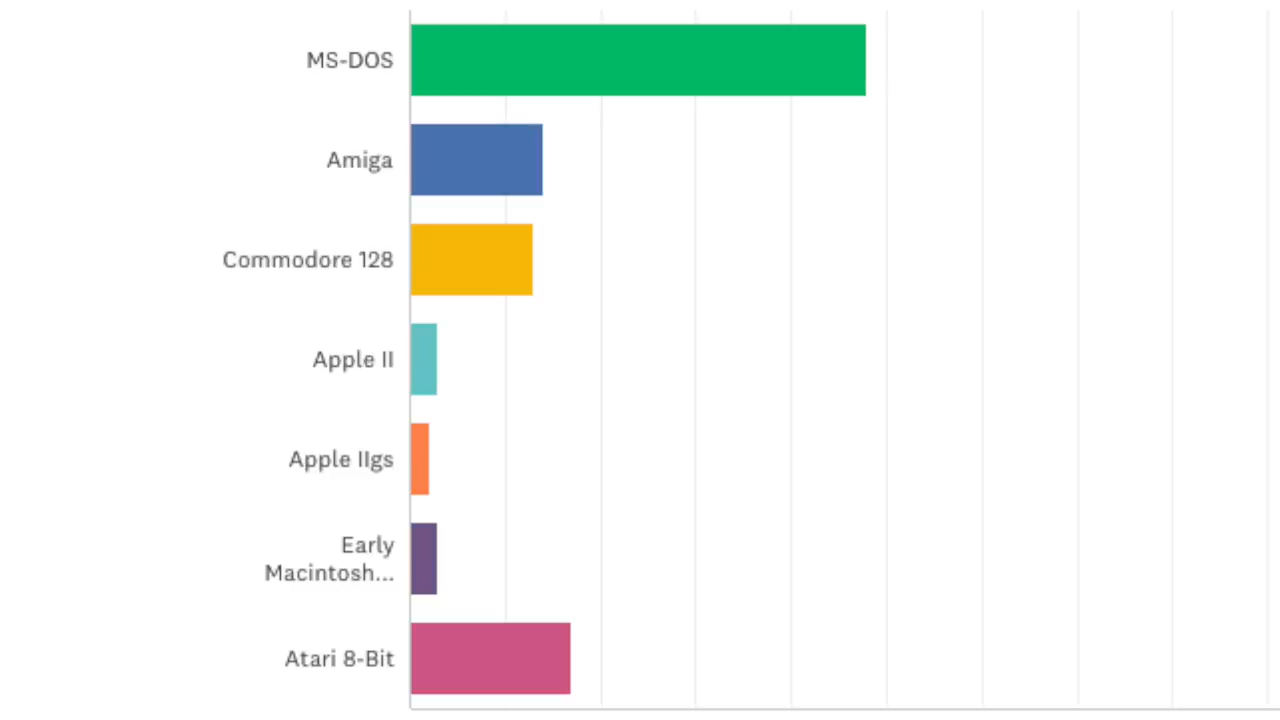 MS-DOS
Amiga
Commodore 128
Apple II
Apple IIgs
Early
Macintosh...
Atari 8-Bit